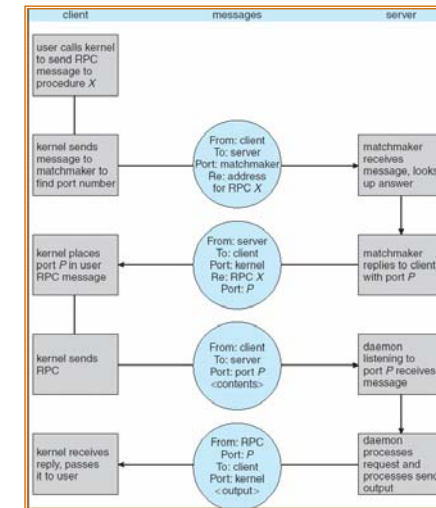 client messages server
user calls kernel
to send RPC
message to
procedure X
kernel sends
message to
matchmaker to
find port number
From: client
To: server
Port: matchmaker
Re: address
for RPC X
matchmaker
receives
message, looks
up answer
kernel places
port P in user
RPC message
From: server
To: client
Port: kernel
Re: RPC X
Port: P
matchmaker
replies to client
with port P
kernel sends
RPC
From: client
To: server
Port: port P
<contents>
daemon
listening to
port P receives
message
kernel receives
reply, passes
it to user
From: RPC
Port: P
To: client
Port: kernel
<output>
daemon
processes
request and
processes send
output